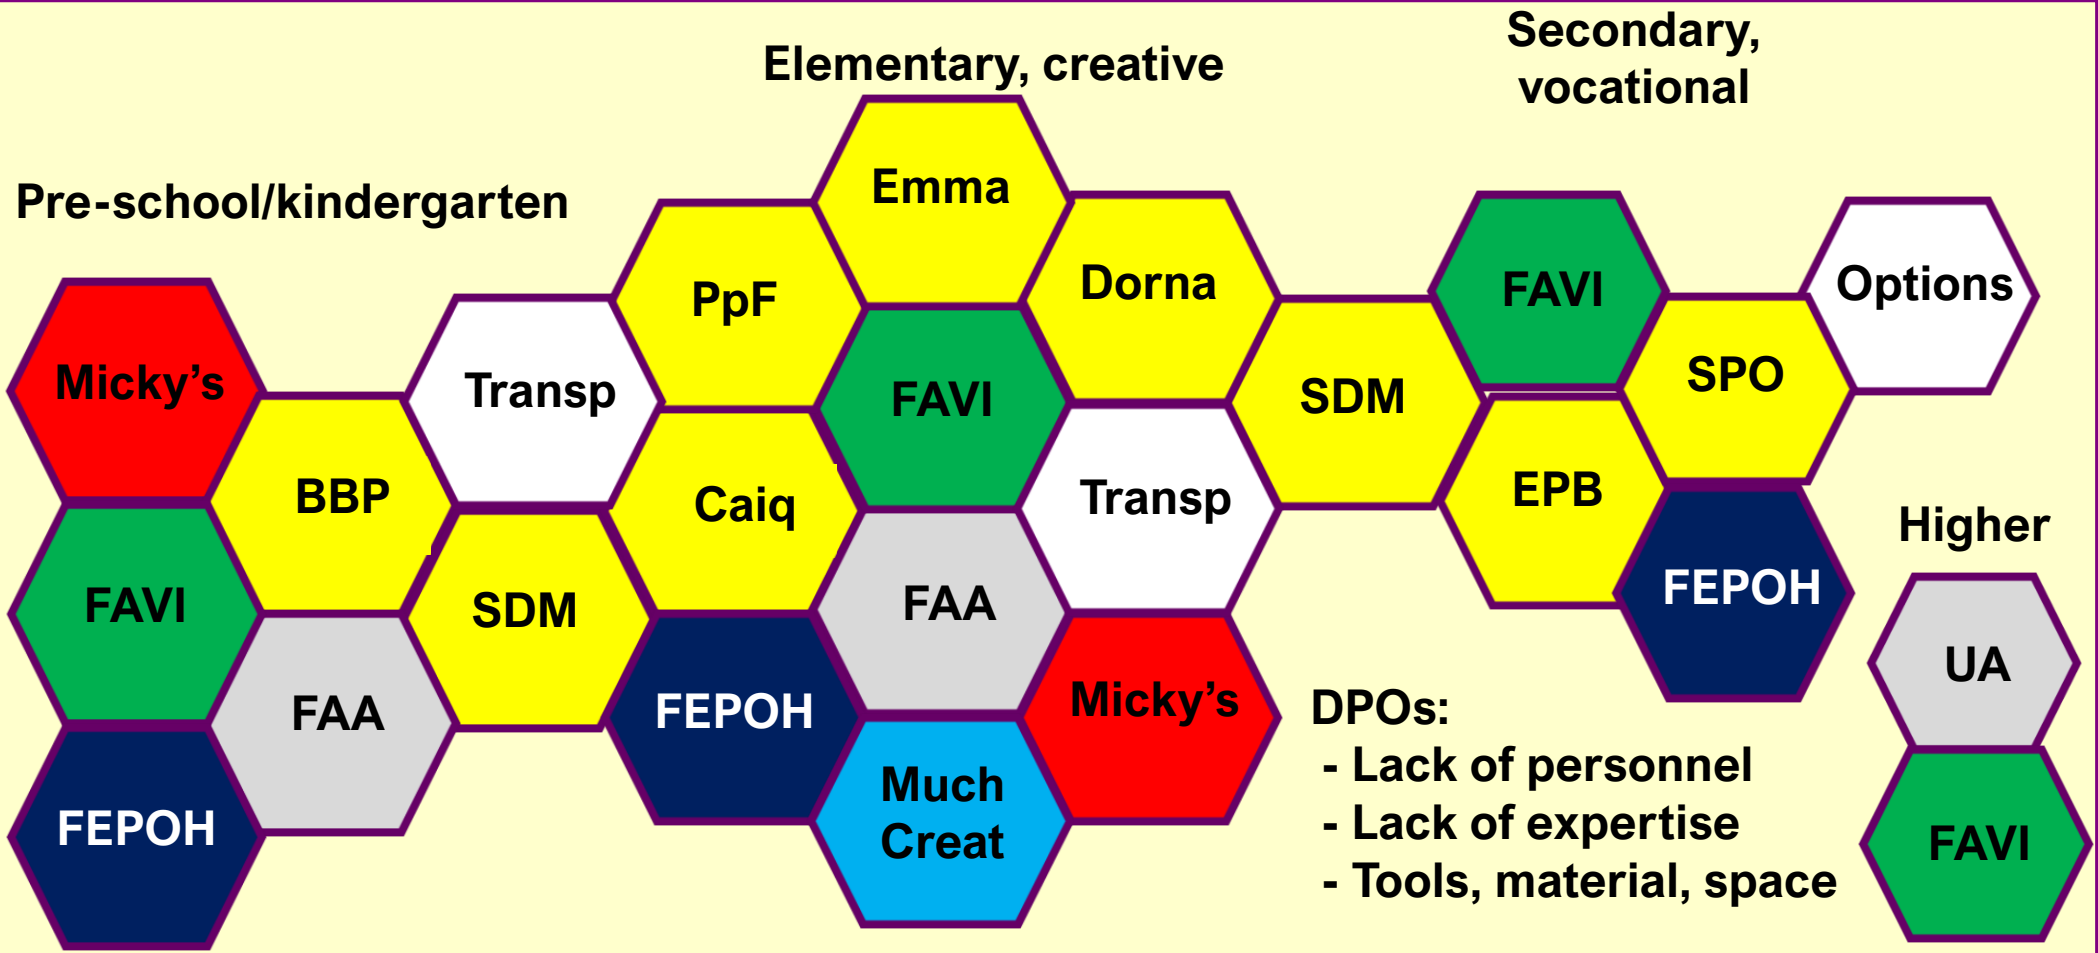 Pre-school/kindergarten
Micky's
FAVI
FEPOH
BBP
FAA
Transp
SDM
Elementary, creative
PpF
Caiq
FEPOH
Emma
FAVI
FAA
Much
Creat
Dorna
Transp
Micky's
SDM
Secondary,
vocational
FAVI
EPB
SPO
FEPOH
Options
Higher
UA
FAVI
DPOs:
- Lack of personnel
- Lack of expertise
- Tools, material, space